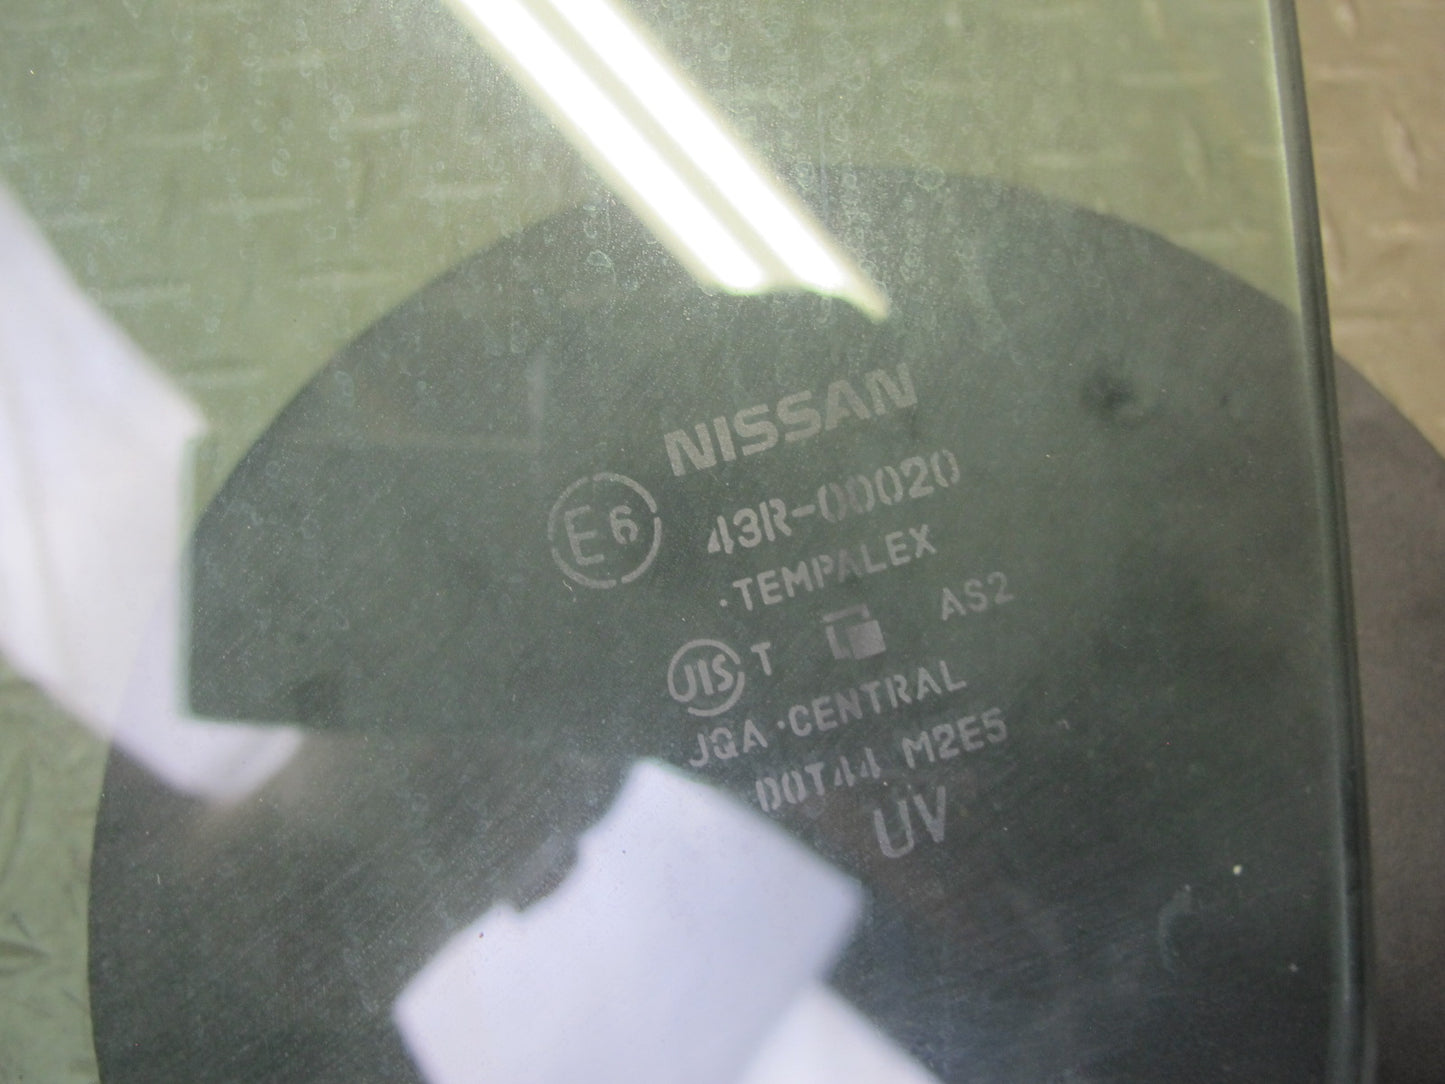 NISSAN
E6 43R-00020
·TEMPALEX
JIS T AS2
JQA ·CENTRAL
DOT44 M2E5
UV